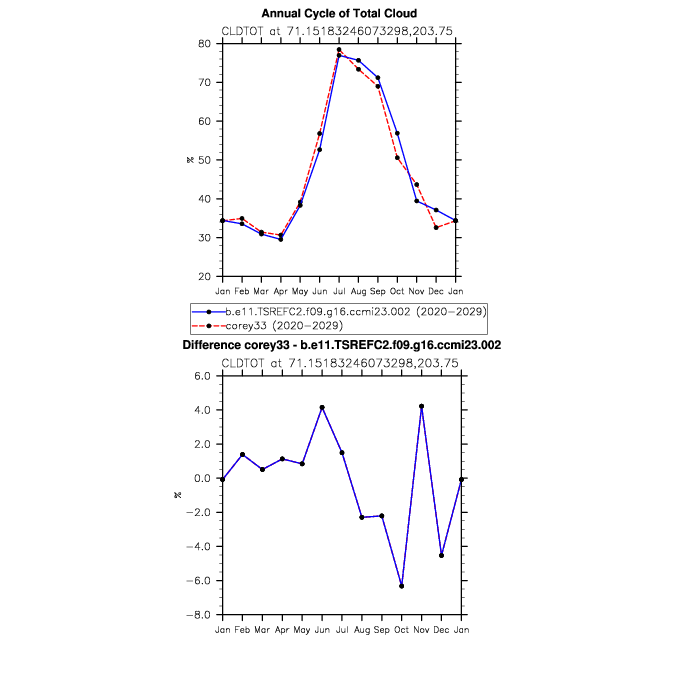 Annual Cycle of Total Cloud
CLDTOT at 71.15183246073298,203.75
80
70
60
50
40
30
20
%
Jan Feb Mar Apr May Jun Jul Aug Sep Oct Nov Dec Jan
b.e11.TSREFC2.f09.g16.ccmi23.002 (2020-2029)
corey33 (2020-2029)
Difference corey33 - b.e11.TSREFC2.f09.g16.ccmi23.002
CLDTOT at 71.15183246073298,203.75
6.0
4.0
2.0
0.0
-2.0
-4.0
-6.0
-8.0
%
Jan Feb Mar Apr May Jun Jul Aug Sep Oct Nov Dec Jan